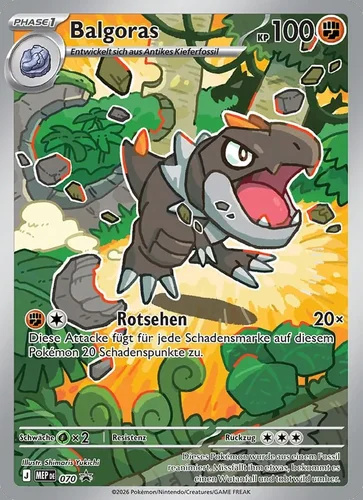 PHASE 1
Balgoras
KP 100
Entwickelt sich aus Antikes Kieferfossil
Rotsehen 20×
Diese Attacke fügt für jede Schadensmarke auf diesem
Pokémon 20 Schadenspunkte zu.
Schwäche × 2 Resistenz Rückzug
Illustr. Shimaris Yukichi
Dieses Pokémon wurde aus einem Fossil
reanimiert. Missfällt ihm etwas, bekommt es
einen Wutanfall und tobt wild umher.
J MEP DE 070
©2026 Pokémon/Nintendo/Creatures/GAME FREAK